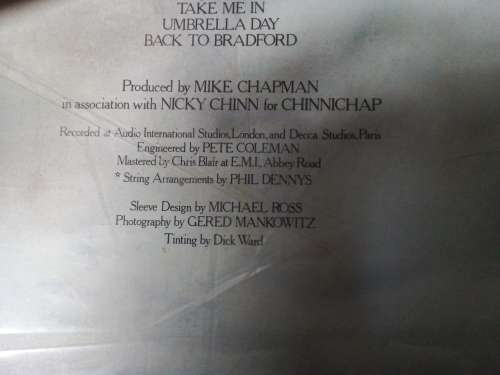 TAKE ME IN
UMBRELLA DAY
BACK TO BRADFORD
Produced by MIKE CHAPMAN
in association with NICKY CHINN for CHINNICHAP
Recorded at Audio International Studios, London, and Decca Studios, Paris
Engineered by PETE COLEMAN
Mastered by Chris Blair at E.M.I., Abbey Road
* String Arrangements by PHIL DENNYS
Sleeve Design by MICHAEL ROSS
Photography by GERED MANKOWITZ
Tinting by Dick Ward